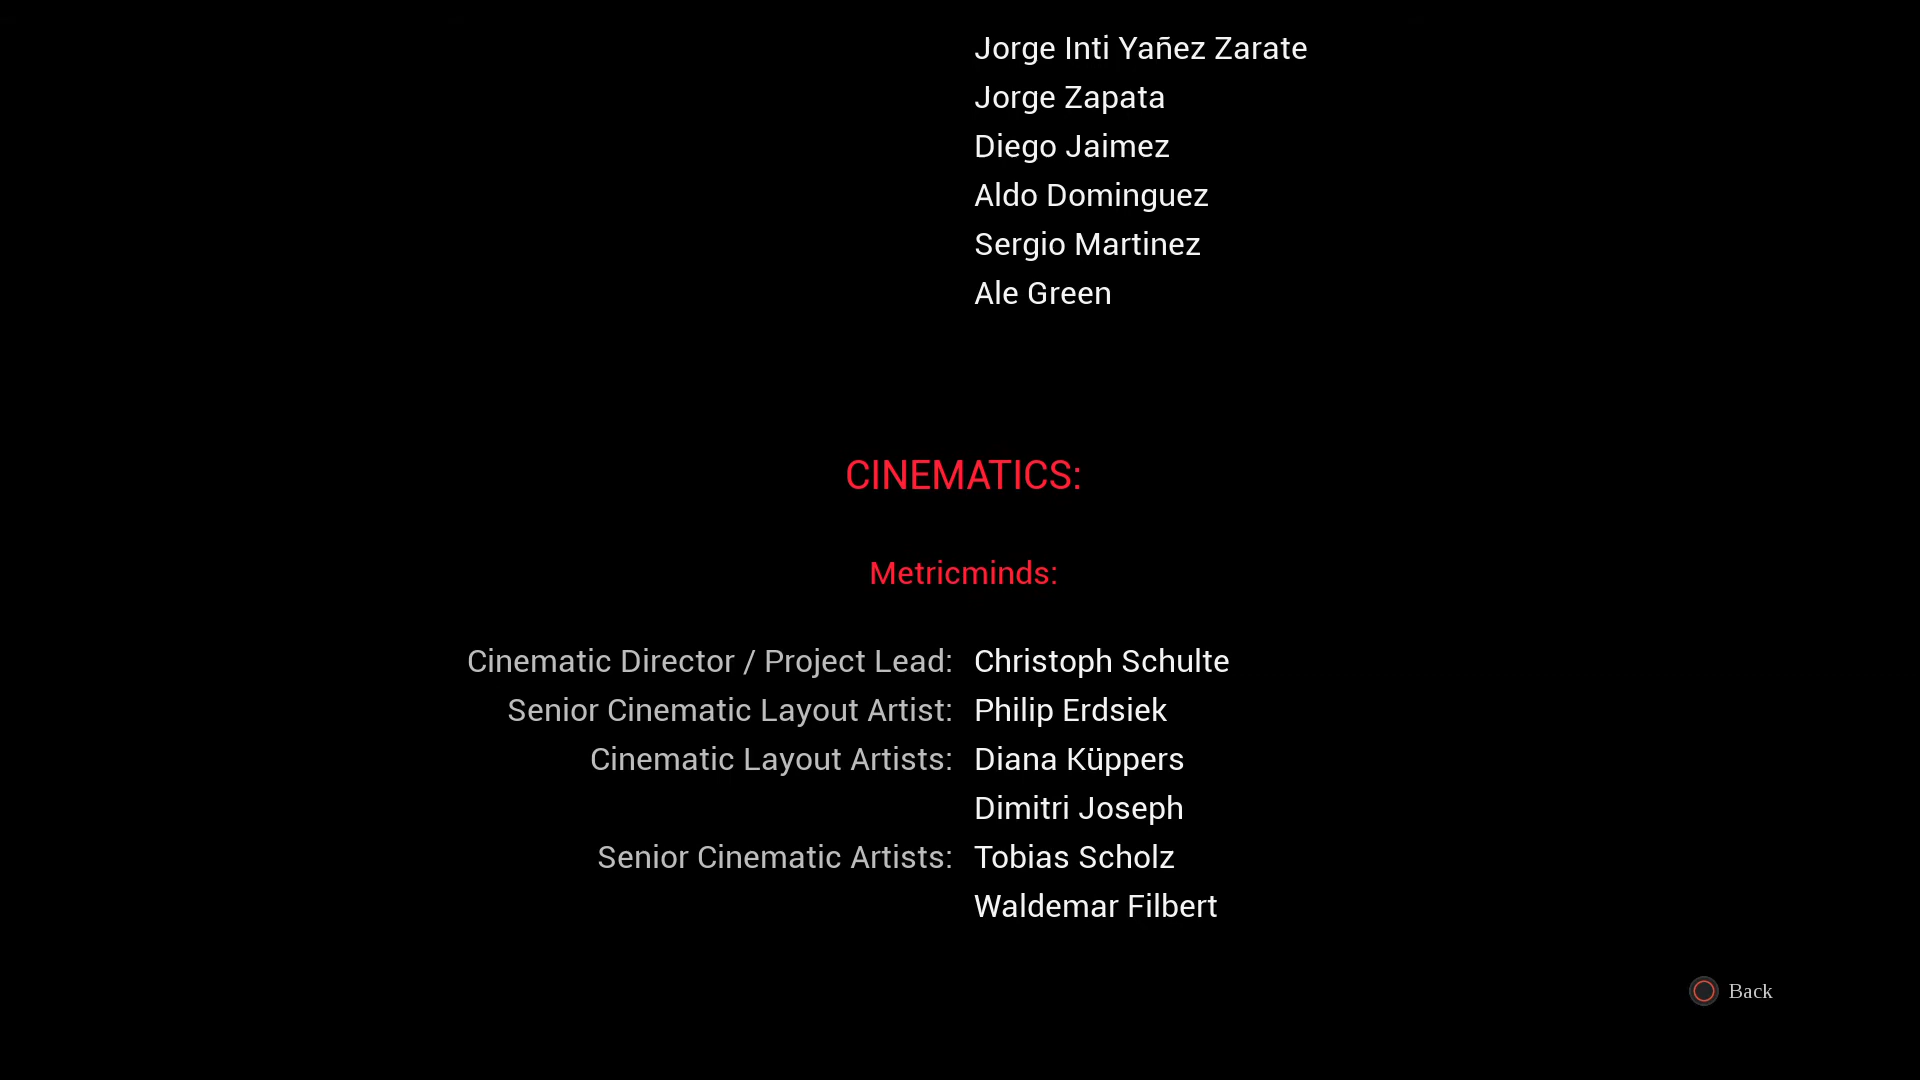 Jorge Inti Yañez Zarate
Jorge Zapata
Diego Jaimez
Aldo Dominguez
Sergio Martinez
Ale Green
CINEMATICS:
Metricminds:
Cinematic Director / Project Lead: Christoph Schulte
Senior Cinematic Layout Artist: Philip Erdsiek
Cinematic Layout Artists: Diana Küppers
Dimitri Joseph
Senior Cinematic Artists: Tobias Scholz
Waldemar Filbert
Back